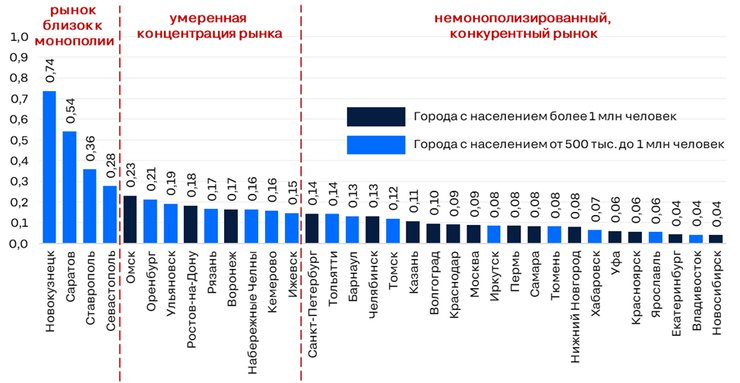 рынок
близок к
монополии
умеренная
концентрация рынка
немонополизированный,
конкурентный рынок
1,0
0,9
0,8
0,7
0,6
0,5
0,4
0,3
0,2
0,1
0,0
0,74
0,54
0,36
0,28
0,23
0,21
0,19
0,18
0,17
0,17
0,16
0,16
0,15
0,14
0,14
0,13
0,13
0,12
0,11
0,10
0,09
0,09
0,08
0,08
0,08
0,08
0,08
0,07
0,06
0,06
0,06
0,04
0,04
0,04
Города с населением более 1 млн человек
Города с населением от 500 тыс. до 1 млн человек
Новокузнецк
Саратов
Ставрополь
Севастополь
Омск
Оренбург
Ульяновск
Ростов-на-Дону
Рязань
Воронеж
Набережные Челны
Кемерово
Ижевск
Санкт-Петербург
Тольятти
Барнаул
Челябинск
Томск
Казань
Волгоград
Краснодар
Москва
Иркутск
Пермь
Самара
Тюмень
Нижний Новгород
Хабаровск
Уфа
Красноярск
Ярославль
Екатеринбург
Владивосток
Новосибирск